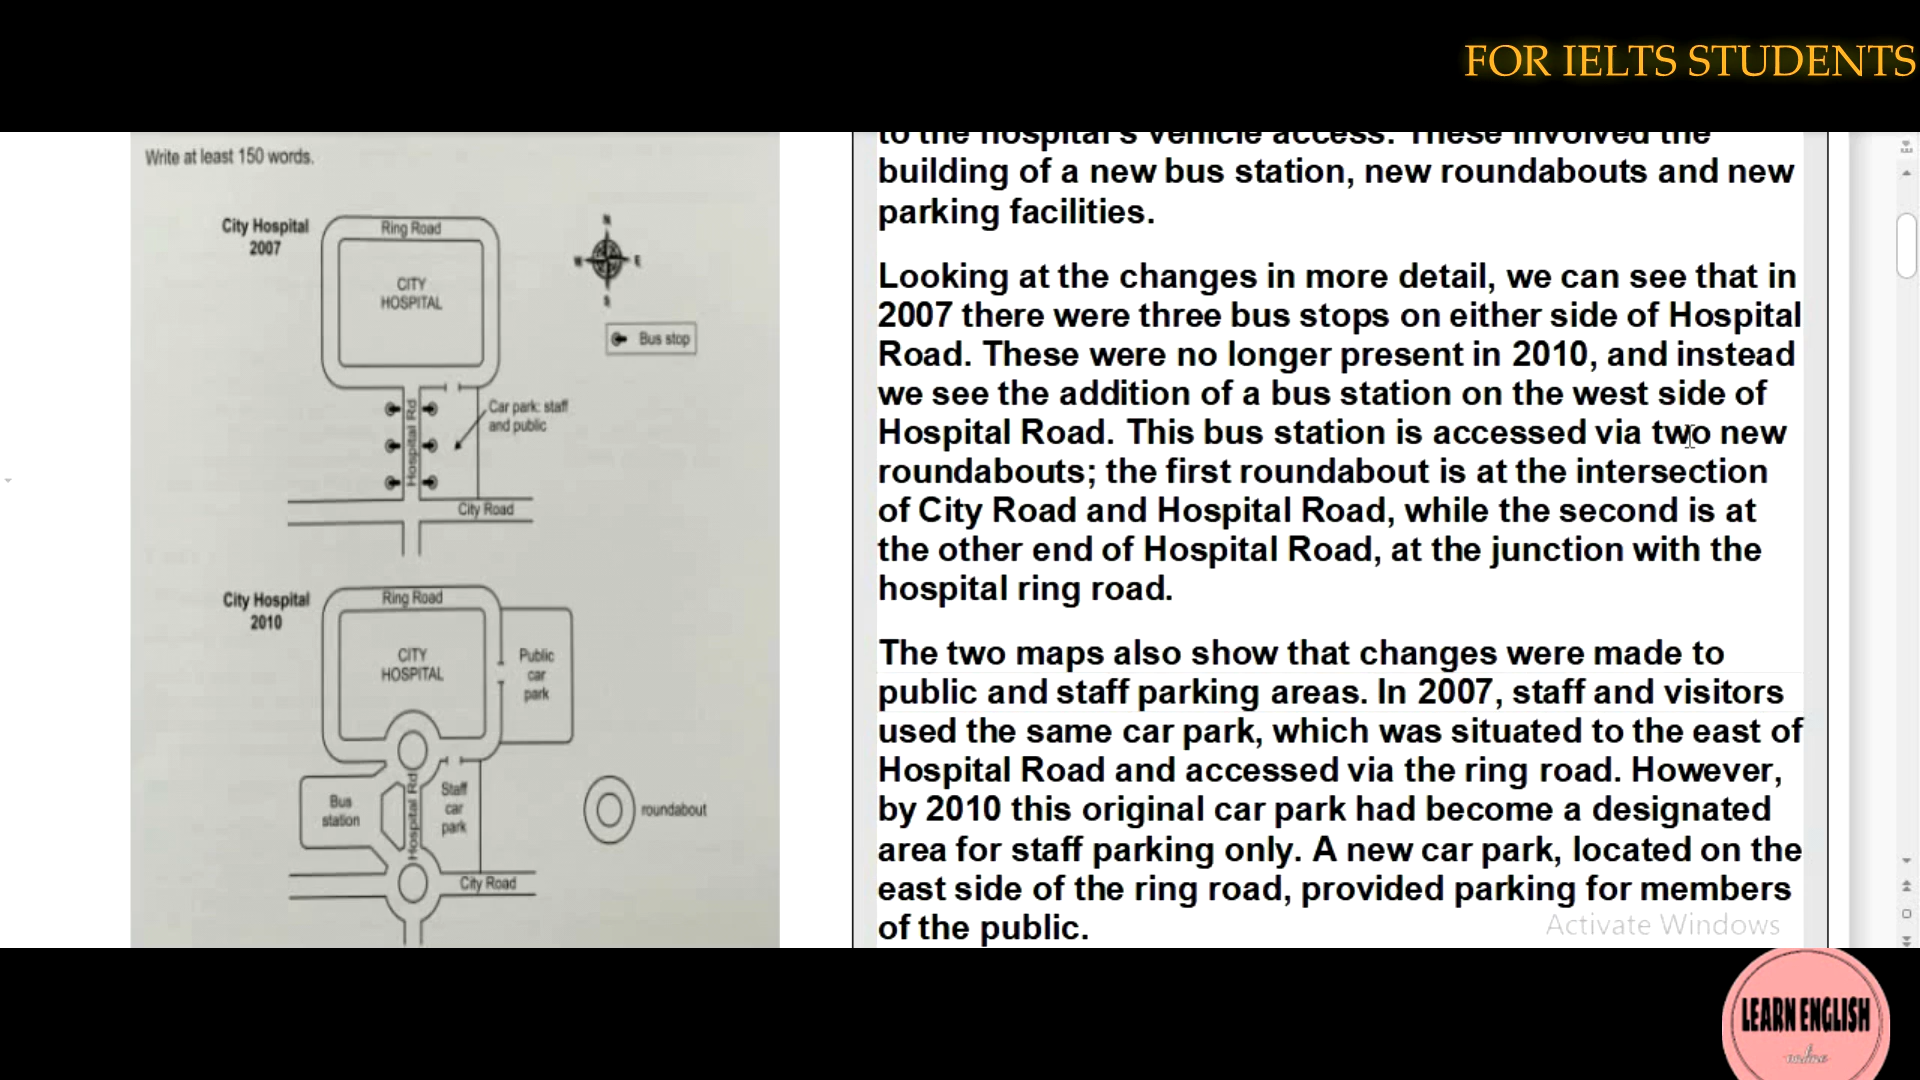 FOR IELTS STUDENTS
Write at least 150 words.
City Hospital
2007
Ring Road
CITY
HOSPITAL
N
W
E
S
Bus stop
Hospital Rd
Car park: staff
and public
City Road
City Hospital
2010
Ring Road
CITY
HOSPITAL
Public
car
park
Bus
station
Hospital Rd
Staff
car
park
roundabout
City Road
to the hospital's vehicle access. These involved the
building of a new bus station, new roundabouts and new
parking facilities.
Looking at the changes in more detail, we can see that in
2007 there were three bus stops on either side of Hospital
Road. These were no longer present in 2010, and instead
we see the addition of a bus station on the west side of
Hospital Road. This bus station is accessed via two new
roundabouts; the first roundabout is at the intersection
of City Road and Hospital Road, while the second is at
the other end of Hospital Road, at the junction with the
hospital ring road.
The two maps also show that changes were made to
public and staff parking areas. In 2007, staff and visitors
used the same car park, which was situated to the east of
Hospital Road and accessed via the ring road. However,
by 2010 this original car park had become a designated
area for staff parking only. A new car park, located on the
east side of the ring road, provided parking for members
of the public.
Activate Windows
LEARN ENGLISH